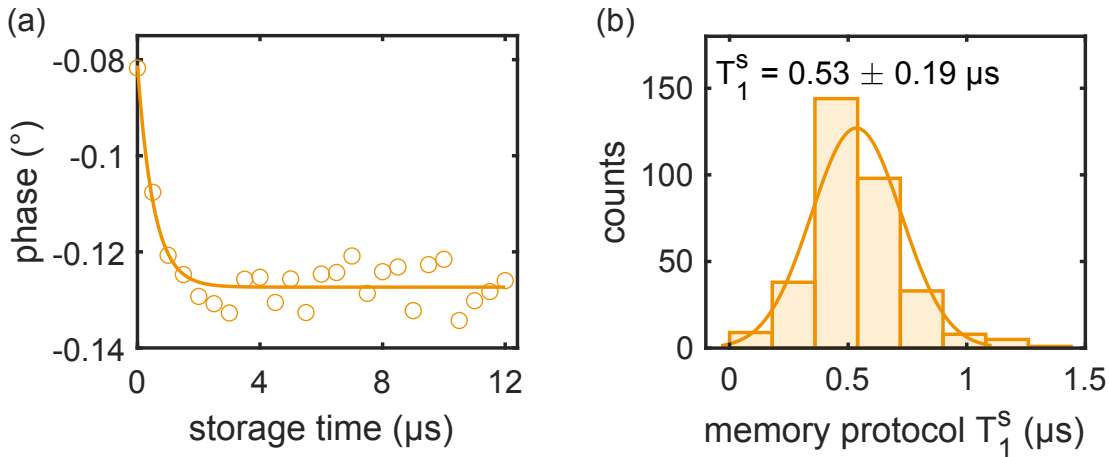 (a)
-0.08
-0.1
-0.12
-0.14
phase (°)
0
4
8
12
storage time (µs)
(b)
T₁ˢ = 0.53 ± 0.19 µs
150
100
50
0
counts
0
0.5
1
1.5
memory protocol T₁ˢ (µs)